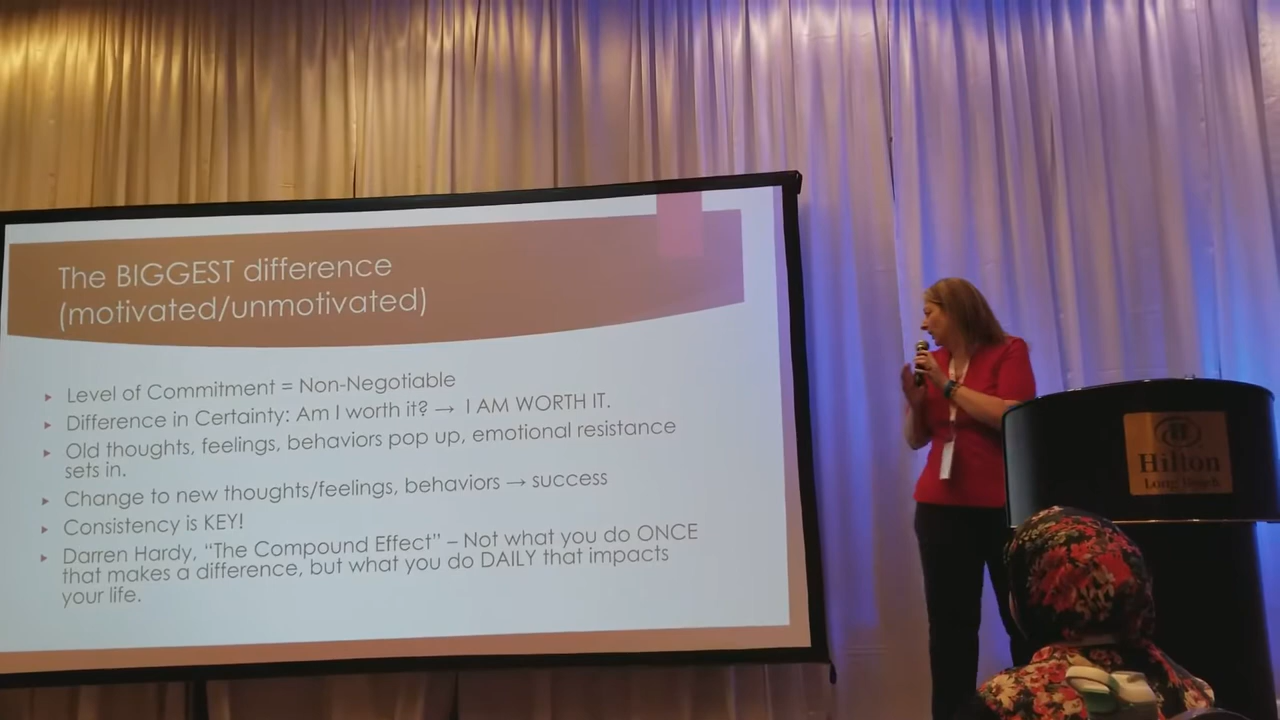 The BIGGEST difference
(motivated/unmotivated)
Level of Commitment = Non-Negotiable
Difference in Certainty: Am I worth it? → I AM WORTH IT.
Old thoughts, feelings, behaviors pop up, emotional resistance
sets in.
Change to new thoughts/feelings, behaviors → success
Consistency is KEY!
Darren Hardy, “The Compound Effect” – Not what you do ONCE
that makes a difference, but what you do DAILY that impacts
your life.
H
Hilton
Long Beach